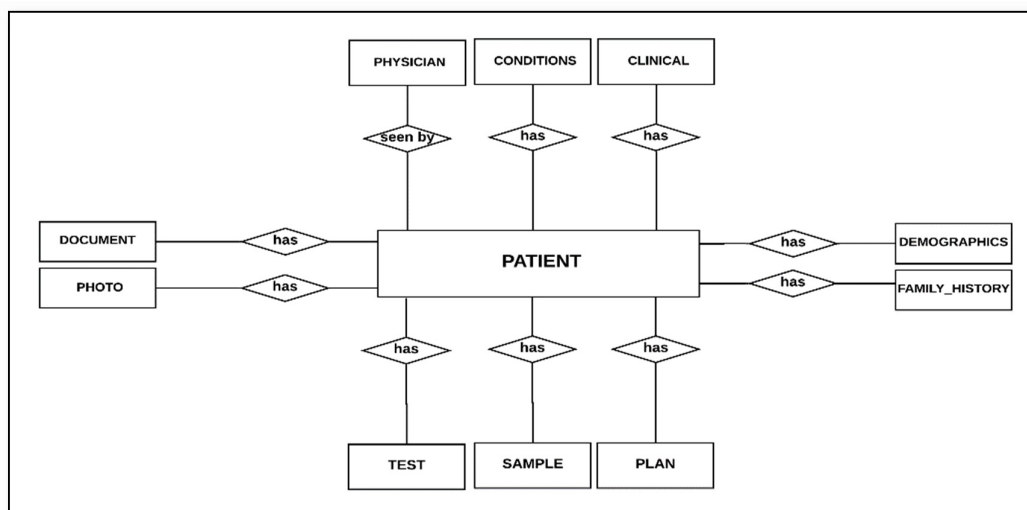 PHYSICIAN
CONDITIONS
CLINICAL
seen by
has
has
DOCUMENT
has
PATIENT
has
DEMOGRAPHICS
PHOTO
has
has
FAMILY_HISTORY
has
has
has
TEST
SAMPLE
PLAN